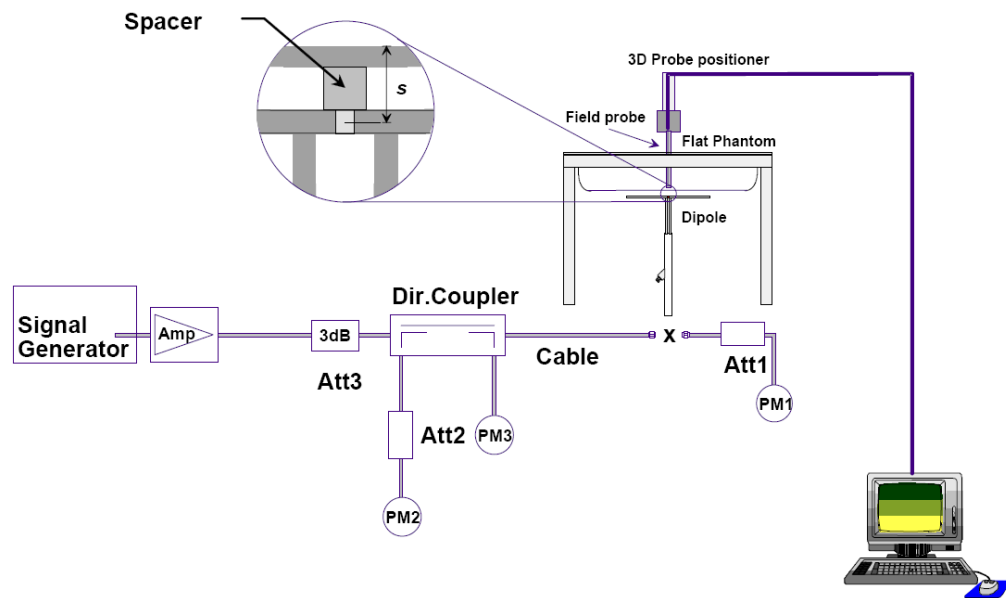 Spacer
s
3D Probe positioner
Field probe
Flat Phantom
Dipole
Signal
Generator
Amp
3dB
Att3
Dir.Coupler
Cable
x
Att1
PM1
Att2
PM3
PM2